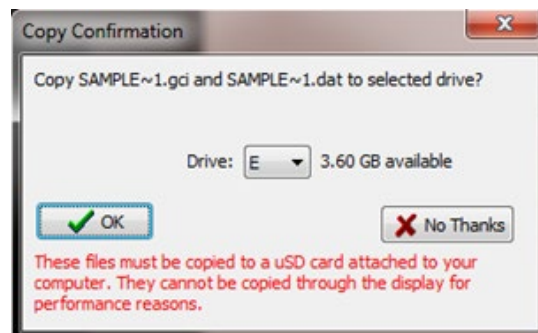 Copy Confirmation
Copy SAMPLE~1.gci and SAMPLE~1.dat to selected drive?
Drive: E 3.60 GB available
OK No Thanks
These files must be copied to a uSD card attached to your
computer. They cannot be copied through the display for
performance reasons.